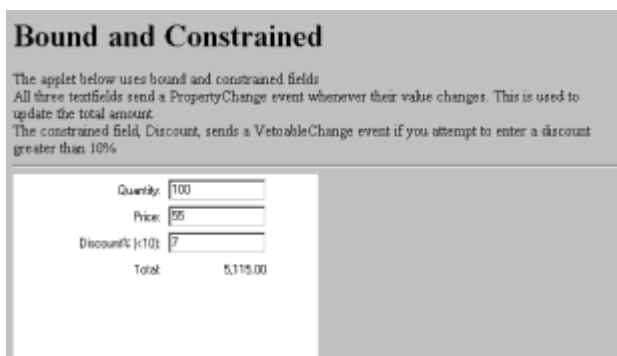 Bound and Constrained
The applet below uses bound and constrained fields
All three textfields send a PropertyChange event whenever their value changes. This is used to
update the total amount
The constrained field, Discount, sends a VetoableChange event if you attempt to enter a discount
greater than 10%
Quantity: 100
Price: 55
Discount% (<10): 7
Total: 5,115.00